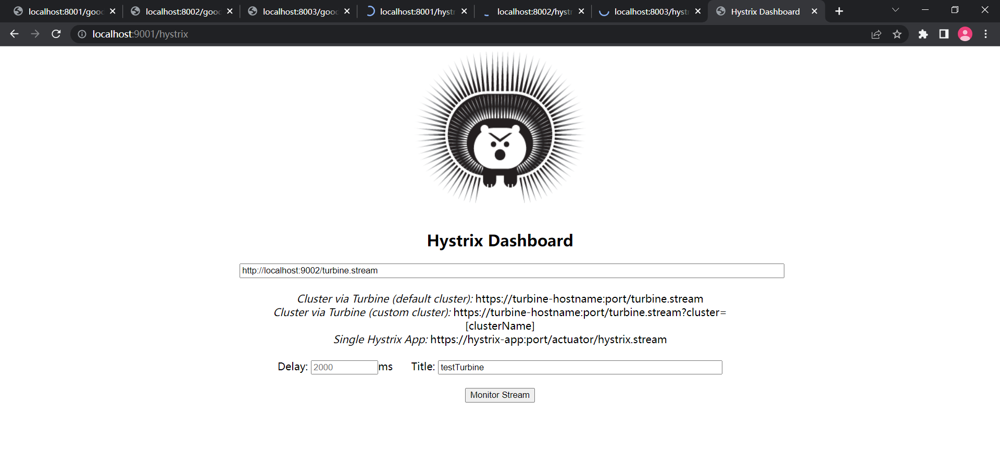 localhost:8001/good localhost:8002/good localhost:8003/good localhost:8001/hystr localhost:8002/hystr localhost:8003/hystr Hystrix Dashboard
localhost:9001/hystrix
Hystrix Dashboard
http://localhost:9002/turbine.stream
Cluster via Turbine (default cluster): https://turbine-hostname:port/turbine.stream
Cluster via Turbine (custom cluster): https://turbine-hostname:port/turbine.stream?cluster=
[clusterName]
Single Hystrix App: https://hystrix-app:port/actuator/hystrix.stream
Delay: 2000 ms Title: testTurbine
Monitor Stream